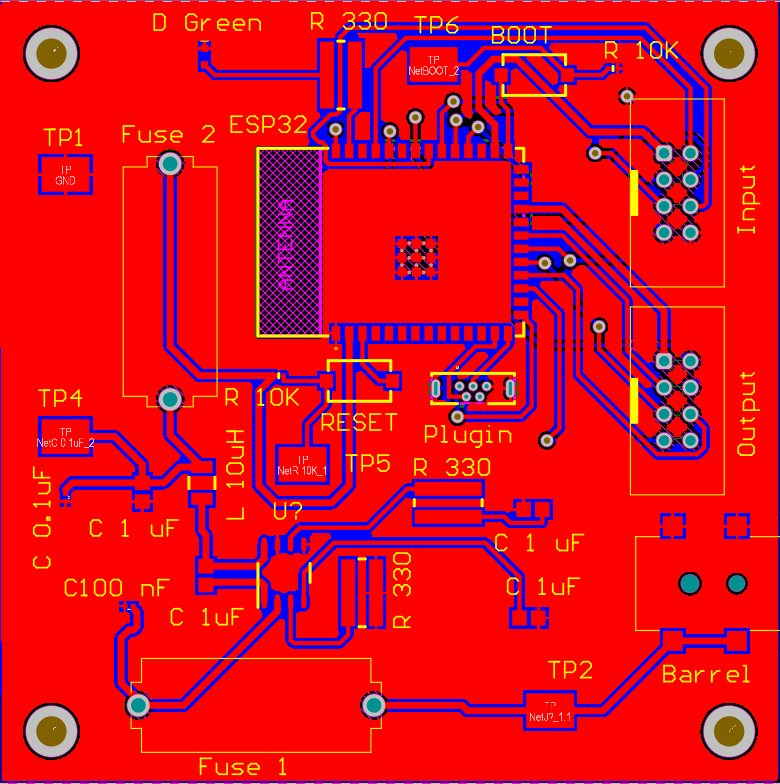 D Green
R 330
TP6
BOOT
R 10K
TP
NetBOOT_2
ESP32
TP1
Fuse 2
TP
GND
ANTENNA
Input
TP4
R 10K
RESET
Plugin
Output
TP
NetC 0.1uF_2
TP
NetR 10K_1
TP5
R 330
L 10uH
C 0.1uF
C 1 uF
U?
C 1 uF
C100 nF
C 1uF
R 330
C 1uF
TP2
Barrel
TP
NetJ?_1.1
Fuse 1